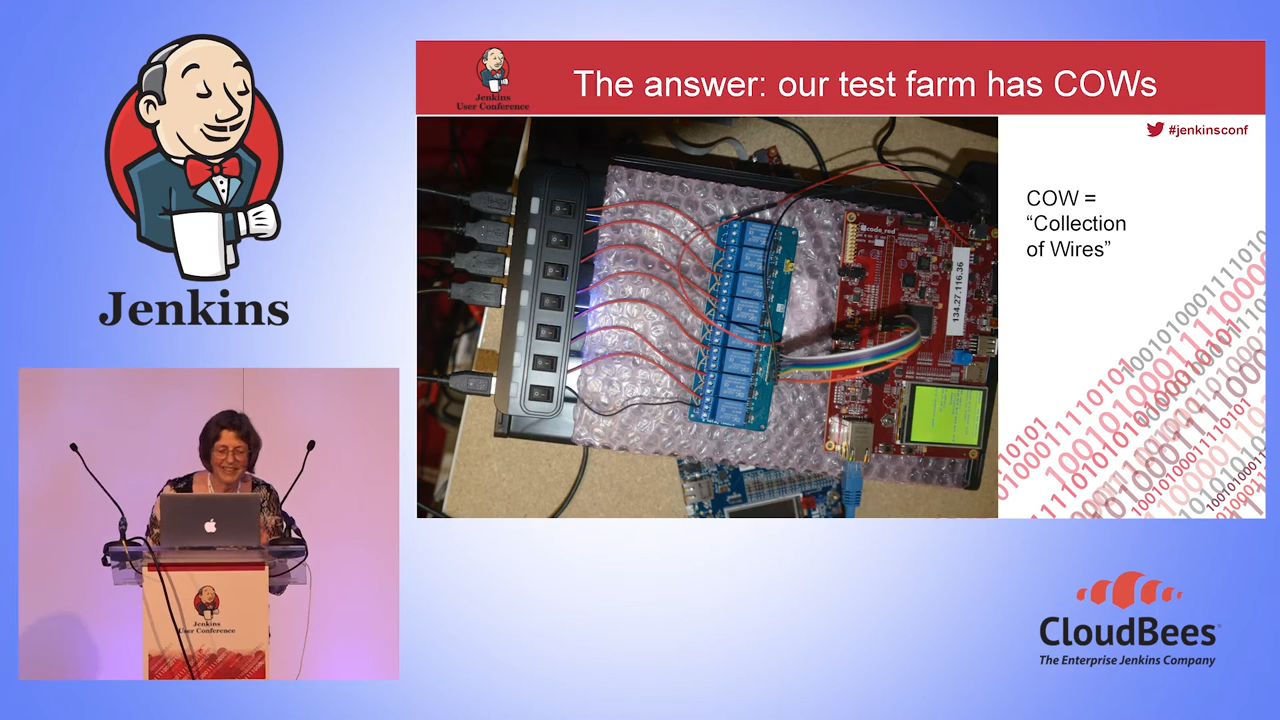 Jenkins
Jenkins
User Conference
The answer: our test farm has COWs
#jenkinsconf
COW =
“Collection
of Wires”
code_red
134.27.116.36
Jenkins
User Conference
CloudBees
The Enterprise Jenkins Company